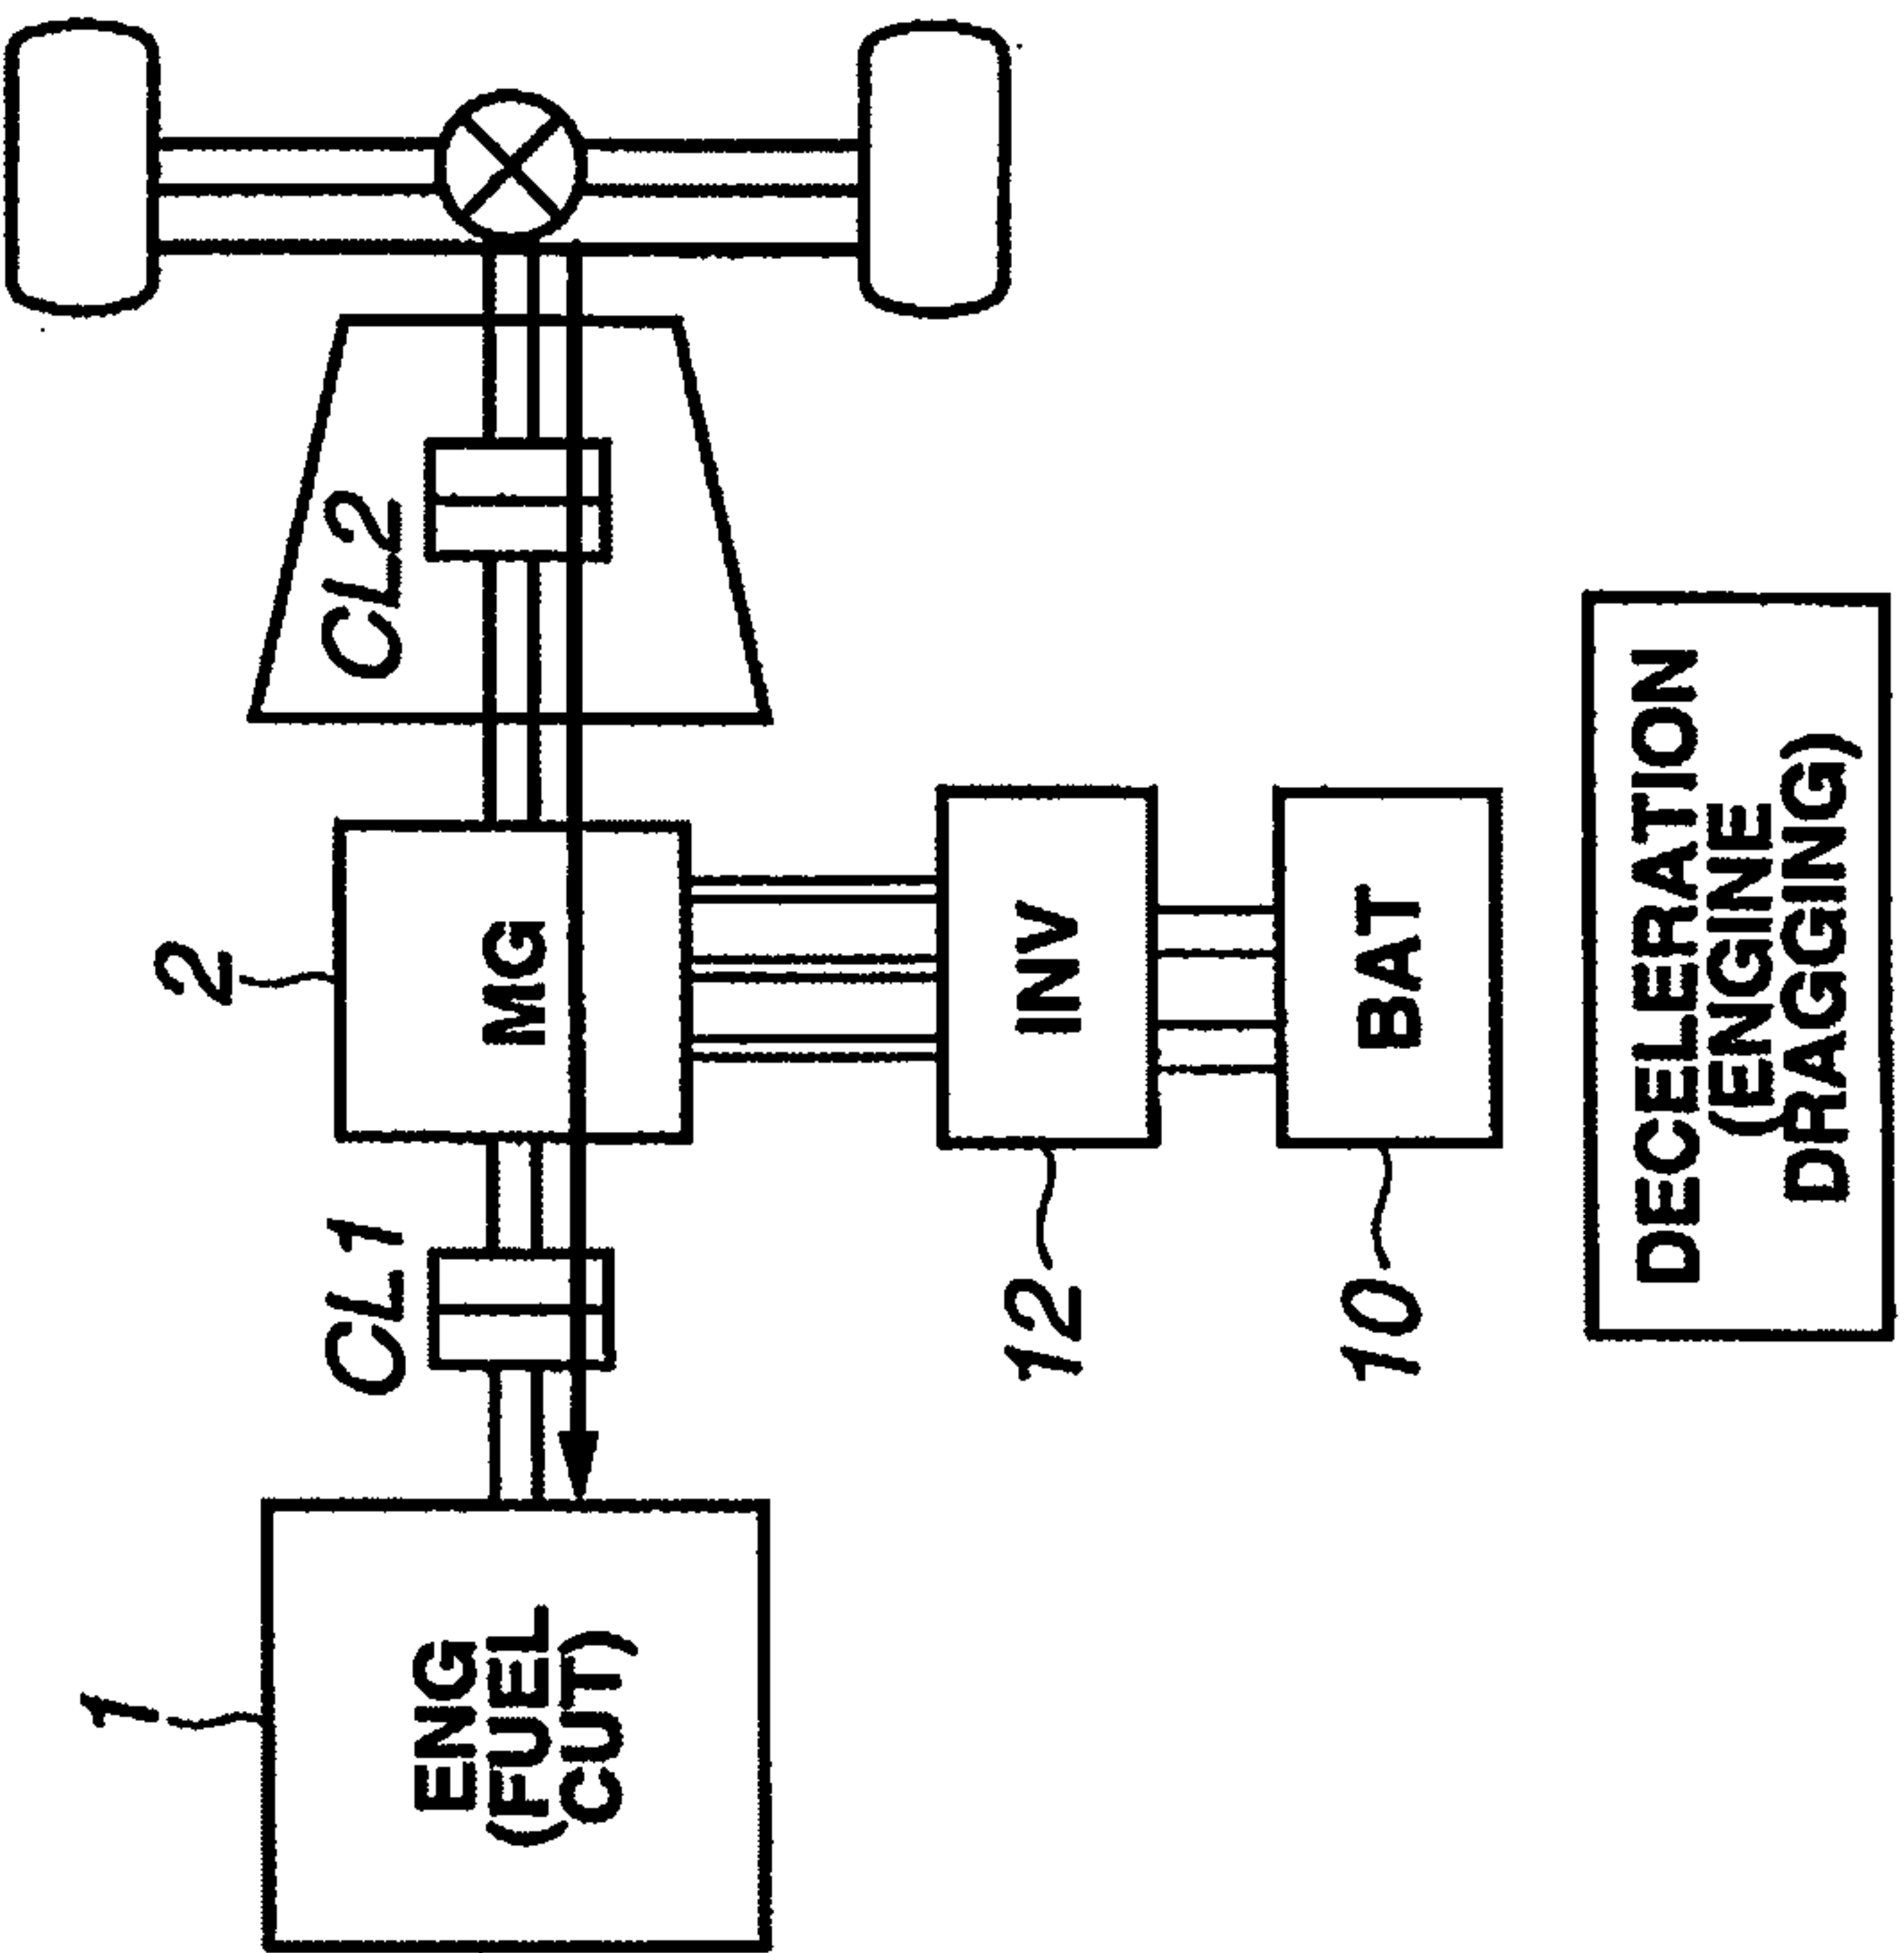 1
ENG
(FUEL
CUT)
CL1
2
MG
CL2
12
INV
10
BAT
DECELERATION
(ENGINE
DRAGGING)